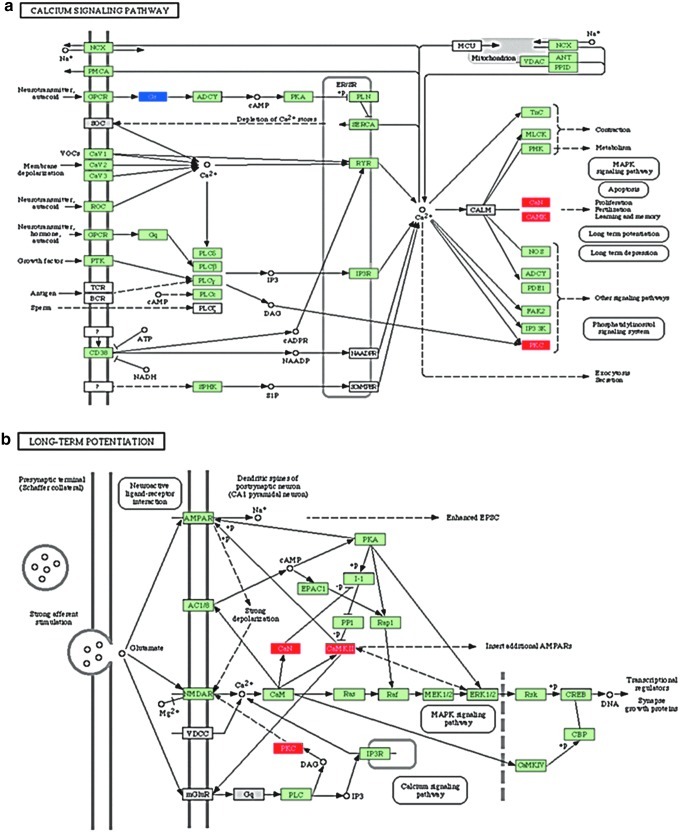 a
CALCIUM SIGNALING PATHWAY
NCX
Na+
PMCA
Neurotransmitter,
autacoid
GPCR
Gs
ADCY
cAMP
PKA
ER/SR
+p
PLN
SOC
Depletion of Ca2+ stores
SERCA
VOCs
Membrane
depolarization
CaV1
CaV2
CaV3
Ca2+
RYR
Neurotransmitter,
autacoid
ROC
Neurotransmitter,
hormone,
autacoid
GPCR
Gq
Growth factor
PTK
PLCδ
PLCβ
PLCγ
PLCε
PLCζ
IP3
IP3R
Antigen
TCR
BCR
cAMP
DAG
Sperm
?
ATP
cADPR
CD38
NAADP
NAADPR
NADH
?
SPHK
S1P
SCAMPER
MCU
Mitochondrion
NCX
Na+
VDAC
ANT
PPID
Ca2+
CALM
TnC
MLCK
PHK
Contraction
Metabolism
MAPK
signaling pathway
Apoptosis
CaN
CAMK
Proliferation
Fertilization
Learning and memory
Long term potentiation
Long term depression
NOS
ADCY
PDE1
FAK2
IP3 3K
PKC
Other signaling pathways
Phosphatidylinositol
signaling system
Exocytosis
Secretion
b
LONG-TERM POTENTIATION
Presynaptic terminal
(Schaffer collateral)
Neuroactive
ligand-receptor
interaction
Dendritic spines of
postsynaptic neuron
(CA1 pyramidal neuron)
AMPAR
Na+
Enhanced EPSC
+p
+p
PKA
cAMP
+p
I-1
EPAC1
-p
AC1/8
Strong
depolarization
PP1
Rap1
Strong afferent
stimulation
-p
Glutamate
CaN
CaMKII
Insert additional AMPARs
NMDAR
Ca2+
CaM
Ras
Raf
MEK1/2
ERK1/2
Rsk
+p
CREB
DNA
Transcriptional
regulators
Synapse
growth proteins
Mg2+
VDCC
MAPK signaling
pathway
CBP
+p
PKC
IP3R
CaMKIV
DAG
mGluR
Gq
PLC
IP3
Calcium signaling
pathway